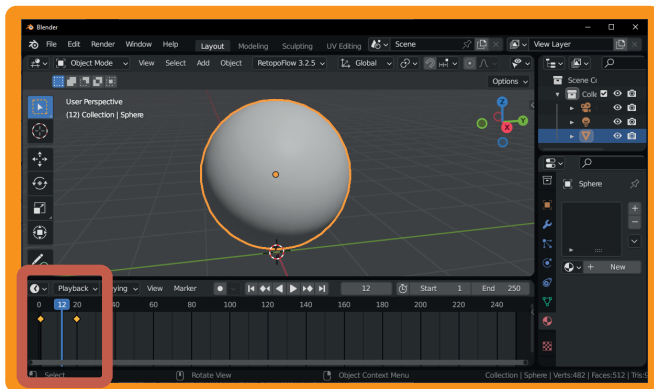 Blender
File Edit Render Window Help Layout Modeling Sculpting UV Editing Scene View Layer
Object Mode View Select Add Object RetopoFlow 3.2.5 Global
Options
User Perspective
(12) Collection | Sphere
Z
Y
X
Scene
Colle
Sphere
+
−
+ New
Playback Keying View Marker 12 Start 1 End 250
0 12 20 40 60 80 100 120 140 160 180 200 220 240
Select Rotate View Object Context Menu Collection | Sphere | Verts:482 | Faces:512 | Tris:9